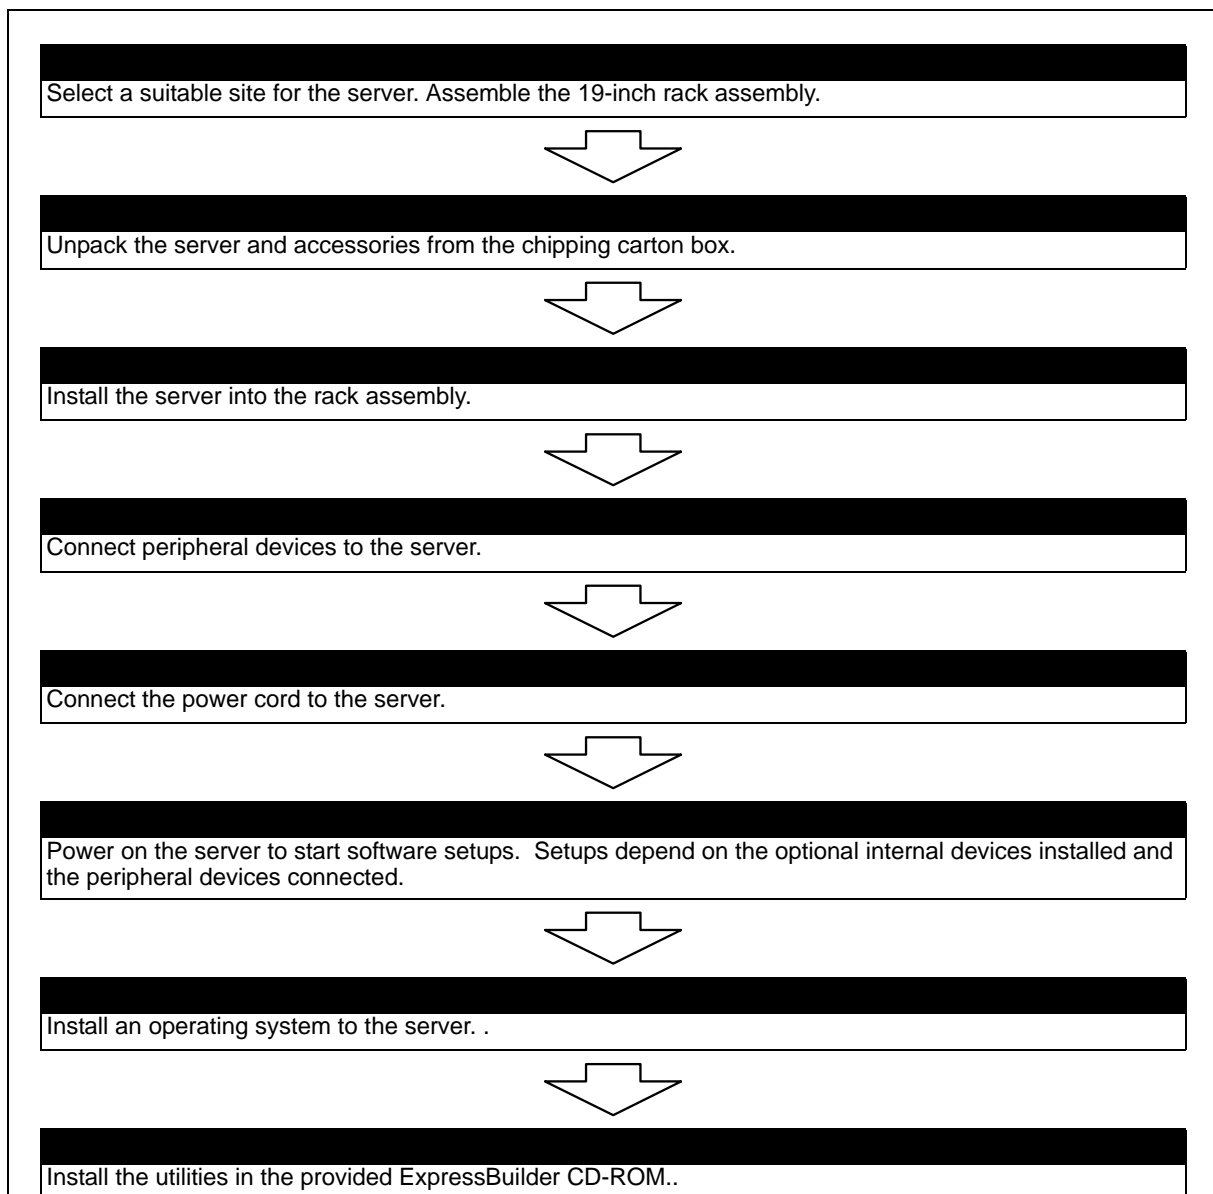 Select a suitable site for the server. Assemble the 19-inch rack assembly.
Unpack the server and accessories from the chipping carton box.
Install the server into the rack assembly.
Connect peripheral devices to the server.
Connect the power cord to the server.
Power on the server to start software setups.  Setups depend on the optional internal devices installed and
the peripheral devices connected.
Install an operating system to the server. .
Install the utilities in the provided ExpressBuilder CD-ROM..